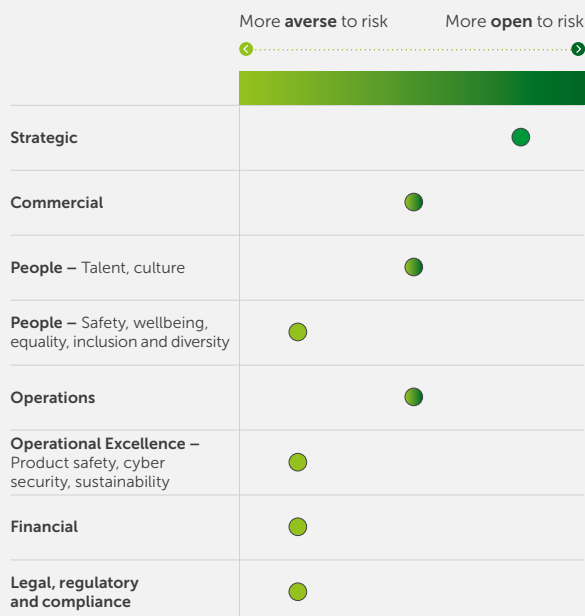 More averse to risk
More open to risk
Strategic
Commercial
People – Talent, culture
People – Safety, wellbeing,
equality, inclusion and diversity
Operations
Operational Excellence –
Product safety, cyber
security, sustainability
Financial
Legal, regulatory
and compliance